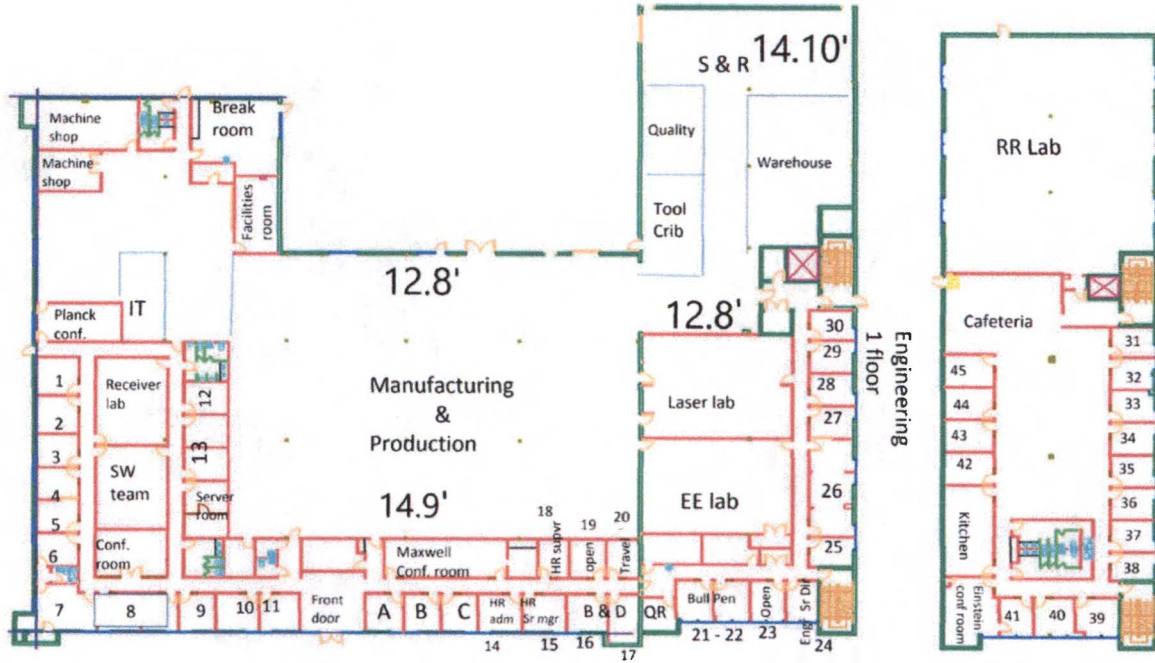 S & R 14.10'
Machine
shop
Break
room
Quality
Machine
shop
Warehouse
RR Lab
Facilities
room
Tool
Crib
12.8'
IT
Planck
conf.
12.8'
Cafeteria
Engineering
1 floor
30
29
28
27
26
25
31
32
33
34
35
36
37
38
45
44
43
42
Kitchen
Einstein
conf room
41
40
39
1
2
3
4
5
6
7
8
9
10
11
12
13
Receiver
lab
SW
team
Conf.
room
Server
room
Manufacturing
&
Production
14.9'
Laser lab
EE lab
18
HR supvr
19
open
20
Travel
Maxwell
Conf. room
Front
door
A
B
C
HR
adm
14
HR
Sr mgr
15
B & D
16
17
QR
Bull Pen
21 - 22
Open
23
Engr Sr Dir
24